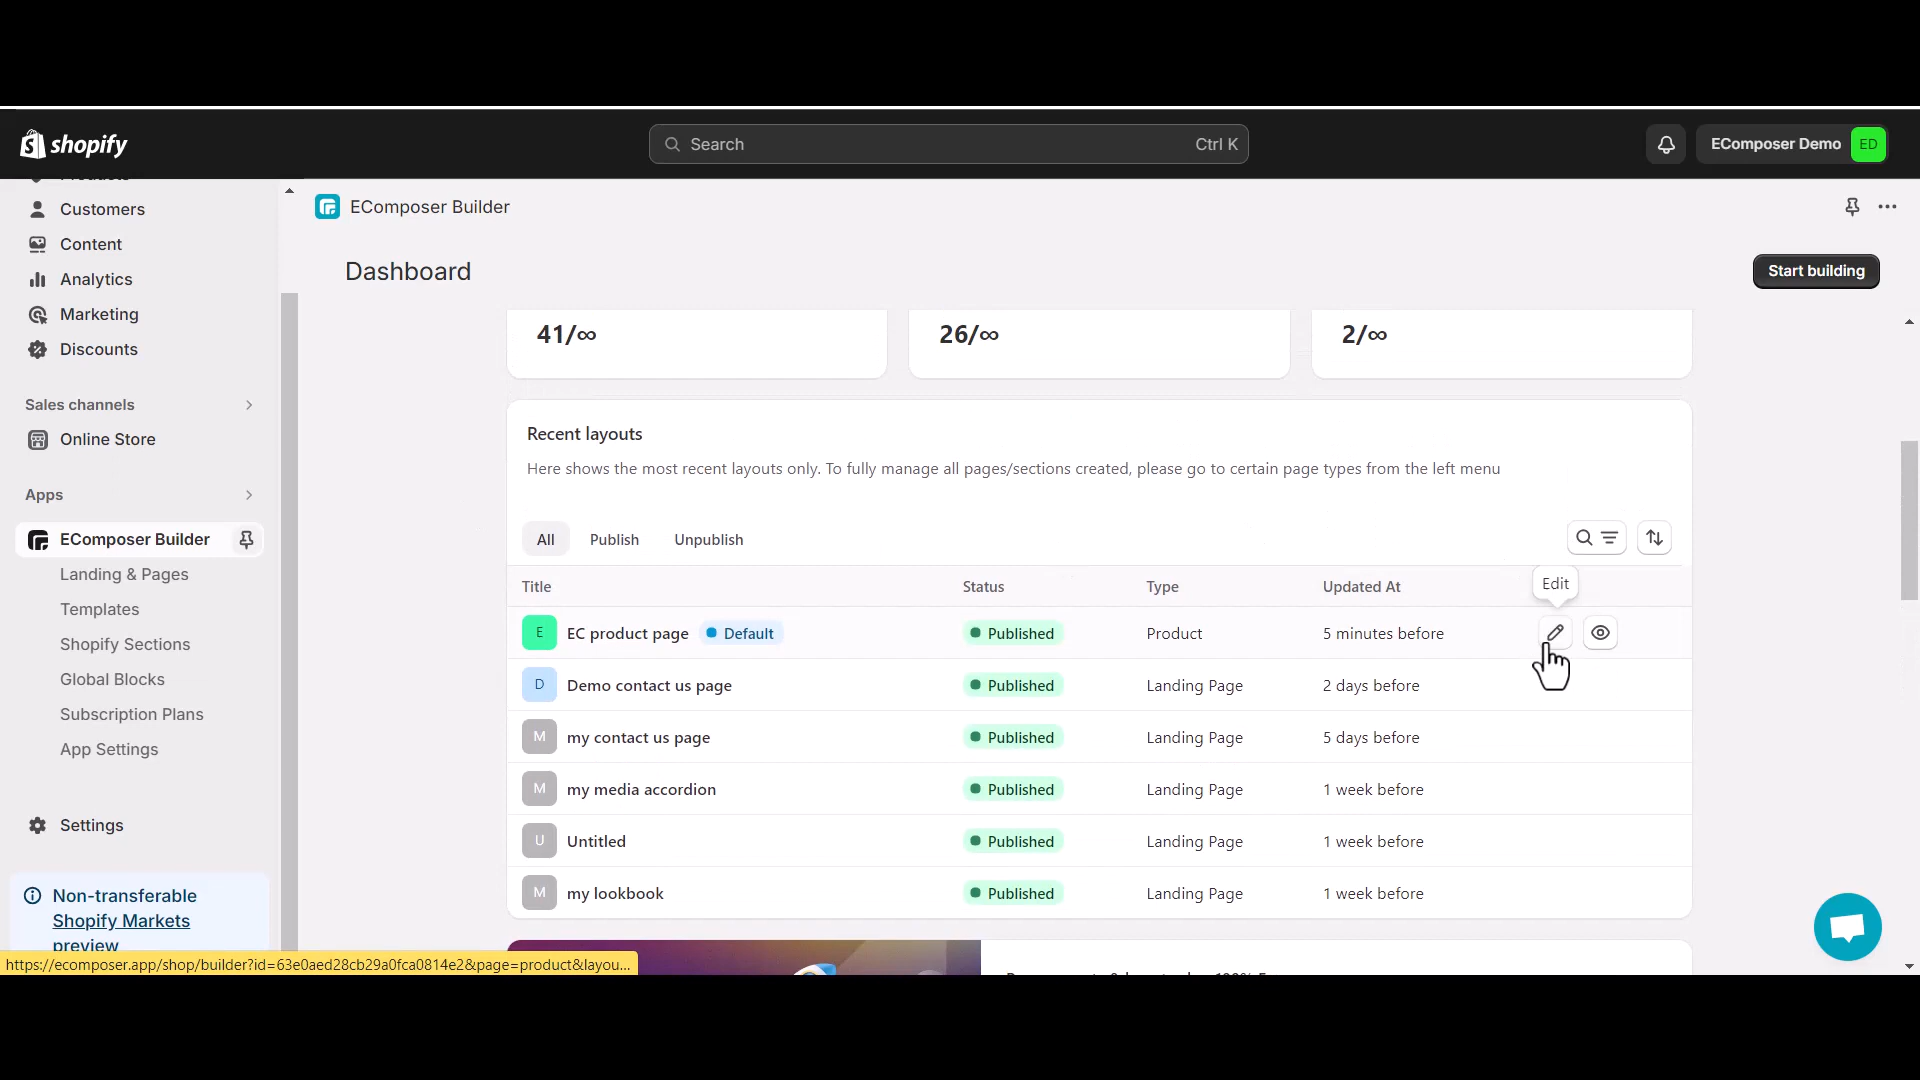 shopify
Search
Ctrl K
EComposer Demo
ED
Products
Customers
Content
Analytics
Marketing
Discounts
Sales channels
Online Store
Apps
EComposer Builder
Landing & Pages
Templates
Shopify Sections
Global Blocks
Subscription Plans
App Settings
Settings
Non-transferable
Shopify Markets
preview
https://ecomposer.app/shop/builder?id=63e0aed28cb29a0fca0814e2&page=product&layou...
EComposer Builder
Dashboard
Start building
41/∞
26/∞
2/∞
Recent layouts
Here shows the most recent layouts only. To fully manage all pages/sections created, please go to certain page types from the left menu
All Publish Unpublish
Title Status Type Updated At
Edit
E EC product page Default Published Product 5 minutes before
D Demo contact us page Published Landing Page 2 days before
M my contact us page Published Landing Page 5 days before
M my media accordion Published Landing Page 1 week before
U Untitled Published Landing Page 1 week before
M my lookbook Published Landing Page 1 week before